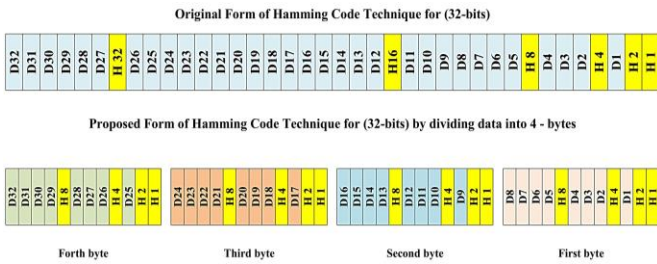 Original Form of Hamming Code Technique for (32-bits)
D32 D31 D30 D29 D28 D27 H 32 D26 D25 D24 D23 D22 D21 D20 D19 D18 D17 D16 D15 D14 D13 D12 H16 D11 D10 D9 D8 D7 D6 D5 H 8 D4 D3 D2 H 4 D1 H 2 H 1
Proposed Form of Hamming Code Technique for (32-bits) by dividing data into 4 - bytes
D32 D31 D30 D29 H 8 D28 D27 D26 H 4 D25 H 2 H 1 D24 D23 D22 D21 H 8 D20 D19 D18 H 4 D17 H 2 H 1 D16 D15 D14 D13 H 8 D12 D11 D10 H 4 D9 H 2 H 1 D8 D7 D6 D5 H 8 D4 D3 D2 H 4 D1 H 2 H 1
Forth byte Third byte Second byte First byte